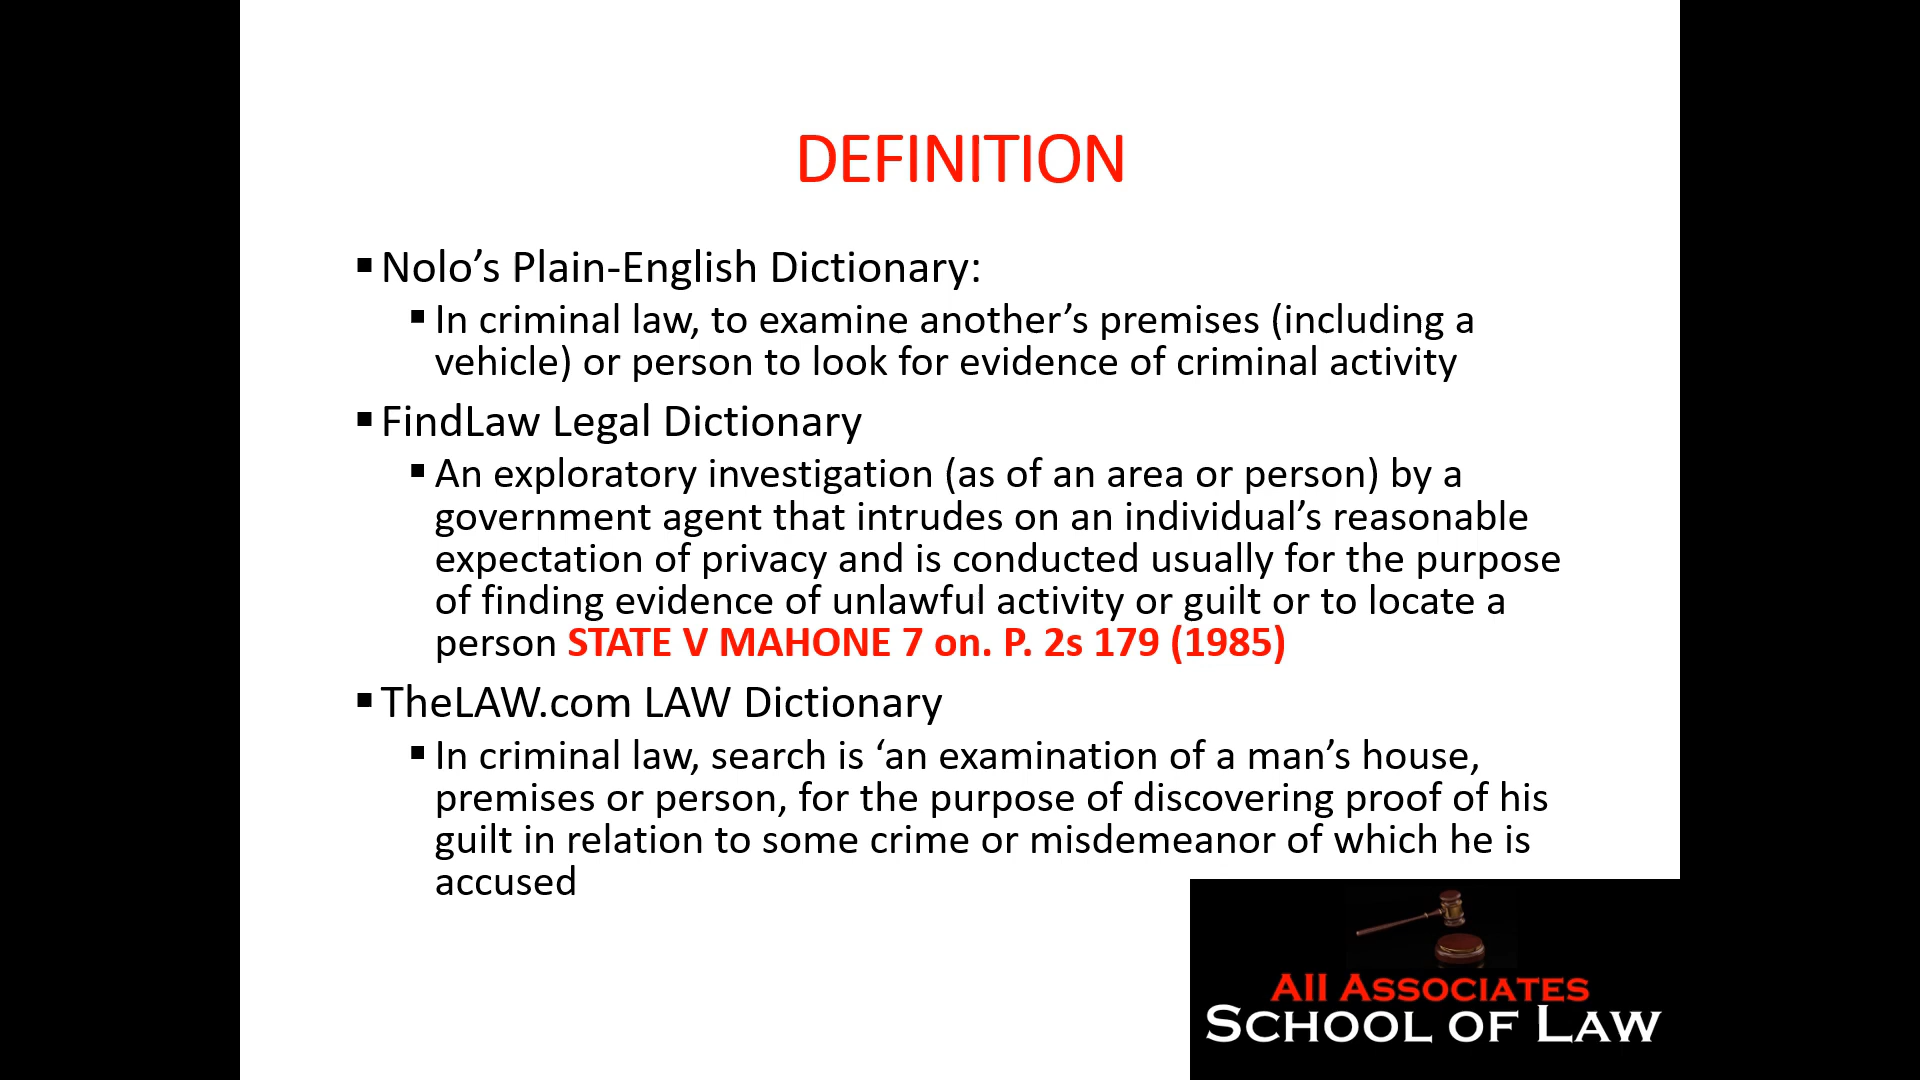 DEFINITION
▪Nolo’s Plain-English Dictionary:
▪In criminal law, to examine another’s premises (including a
vehicle) or person to look for evidence of criminal activity
▪FindLaw Legal Dictionary
▪An exploratory investigation (as of an area or person) by a
government agent that intrudes on an individual’s reasonable
expectation of privacy and is conducted usually for the purpose
of finding evidence of unlawful activity or guilt or to locate a
person STATE V MAHONE 7 on. P. 2s 179 (1985)
▪TheLAW.com LAW Dictionary
▪In criminal law, search is ‘an examination of a man’s house,
premises or person, for the purpose of discovering proof of his
guilt in relation to some crime or misdemeanor of which he is
accused
All Associates
School of Law